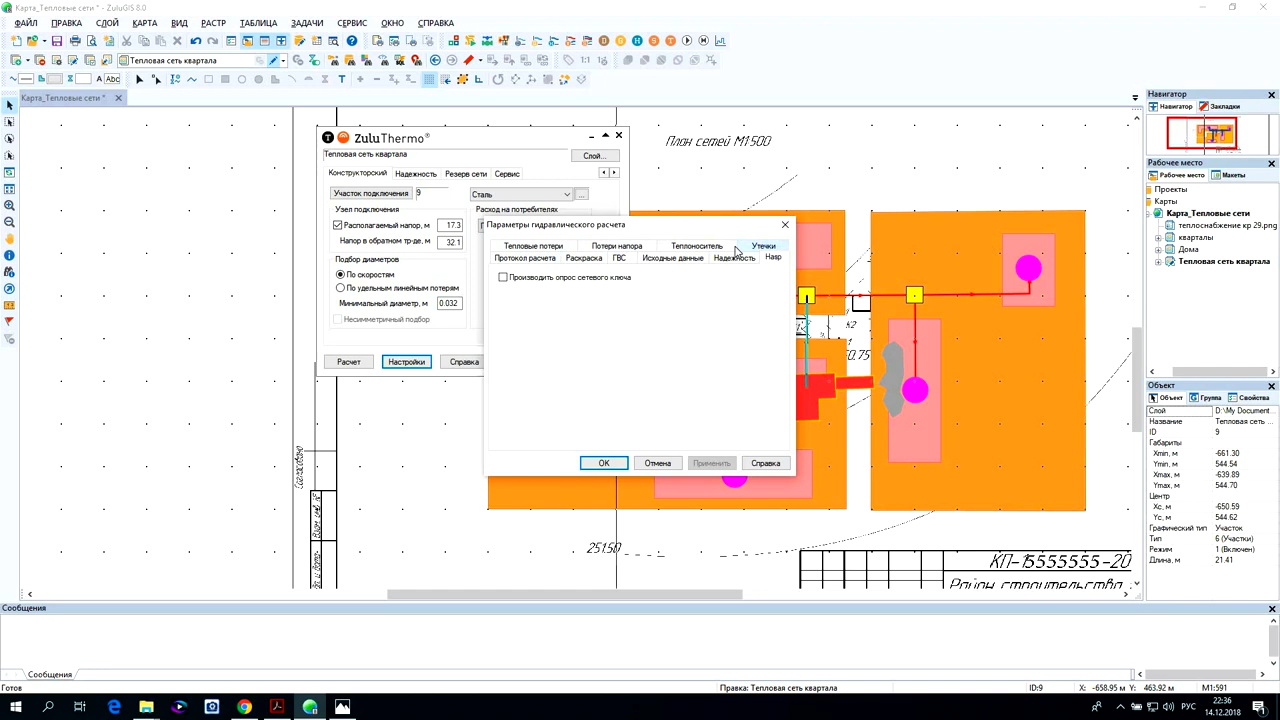 Карта_Тепловые сети * - ZuluGIS 8.0
ФАЙЛ ПРАВКА СЛОЙ КАРТА ВИД РАСТР ТАБЛИЦА ЗАДАЧИ СЕРВИС ОКНО СПРАВКА
Тепловая сеть квартала
1:1
Abc
Карта_Тепловые сети *
План сетей М1:500
ZuluThermo®
Тепловая сеть квартала
Слой...
Конструкторский Надежность Резерв сети Сервис
Участок подключения 9
Сталь
Узел подключения
Расход на потребителях
Располагаемый напор, м 17.3
Напор в обратном тр-де, м 32.1
Подбор диаметров
По скоростям
По удельным линейным потерям
Минимальный диаметр, м 0.032
Несимметричный подбор
Расчет Настройки Справка
Параметры гидравлического расчета
Тепловые потери Потери напора Теплоноситель Утечки
Протокол расчета Раскраска ГВС Исходные данные Надежность Hasp
Производить опрос сетевого ключа
OK Отмена Применить Справка
К2
251.50
КП-15555555-20
Район строительства
Навигатор
Навигатор Закладки
Рабочее место
Рабочее место Макеты
Проекты
Карты
Карта_Тепловые сети
теплоснабжение кр 29.png
кварталы
Дома
Тепловая сеть квартала
Объект
Объект Группа Свойства
Слой D:\My Document...
Название Тепловая сеть ...
ID 9
Габариты
Xmin, м -661.30
Ymin, м 544.54
Xmax, м -639.89
Ymax, м 544.70
Центр
Xc, м -650.59
Yc, м 544.62
Графический тип Участок
Тип 6 (Участки)
Режим 1 (Включен)
Длина, м 21.41
Сообщения
Сообщения
Готово Правка: Тепловая сеть квартала ID:9 X: -658.95 м Y: 463.92 м М1:591
РУС 22:36
14.12.2018